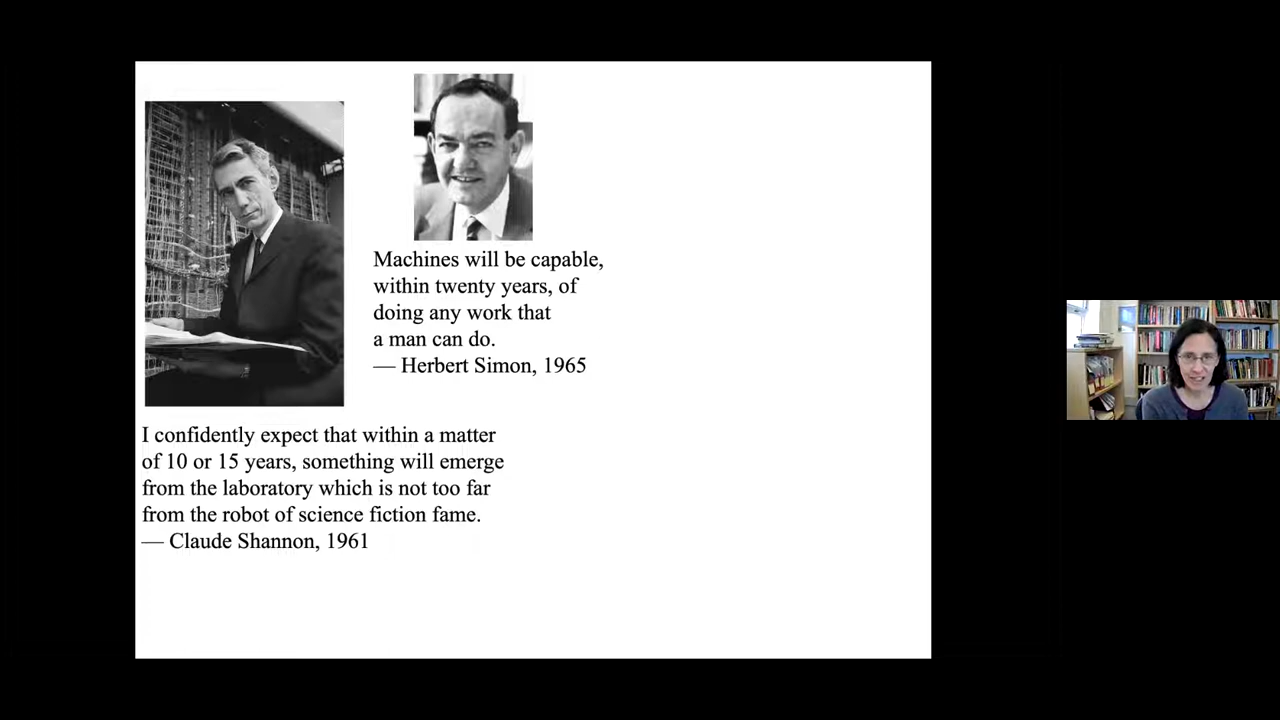 Machines will be capable,
within twenty years, of
doing any work that
a man can do.
— Herbert Simon, 1965
I confidently expect that within a matter
of 10 or 15 years, something will emerge
from the laboratory which is not too far
from the robot of science fiction fame.
— Claude Shannon, 1961